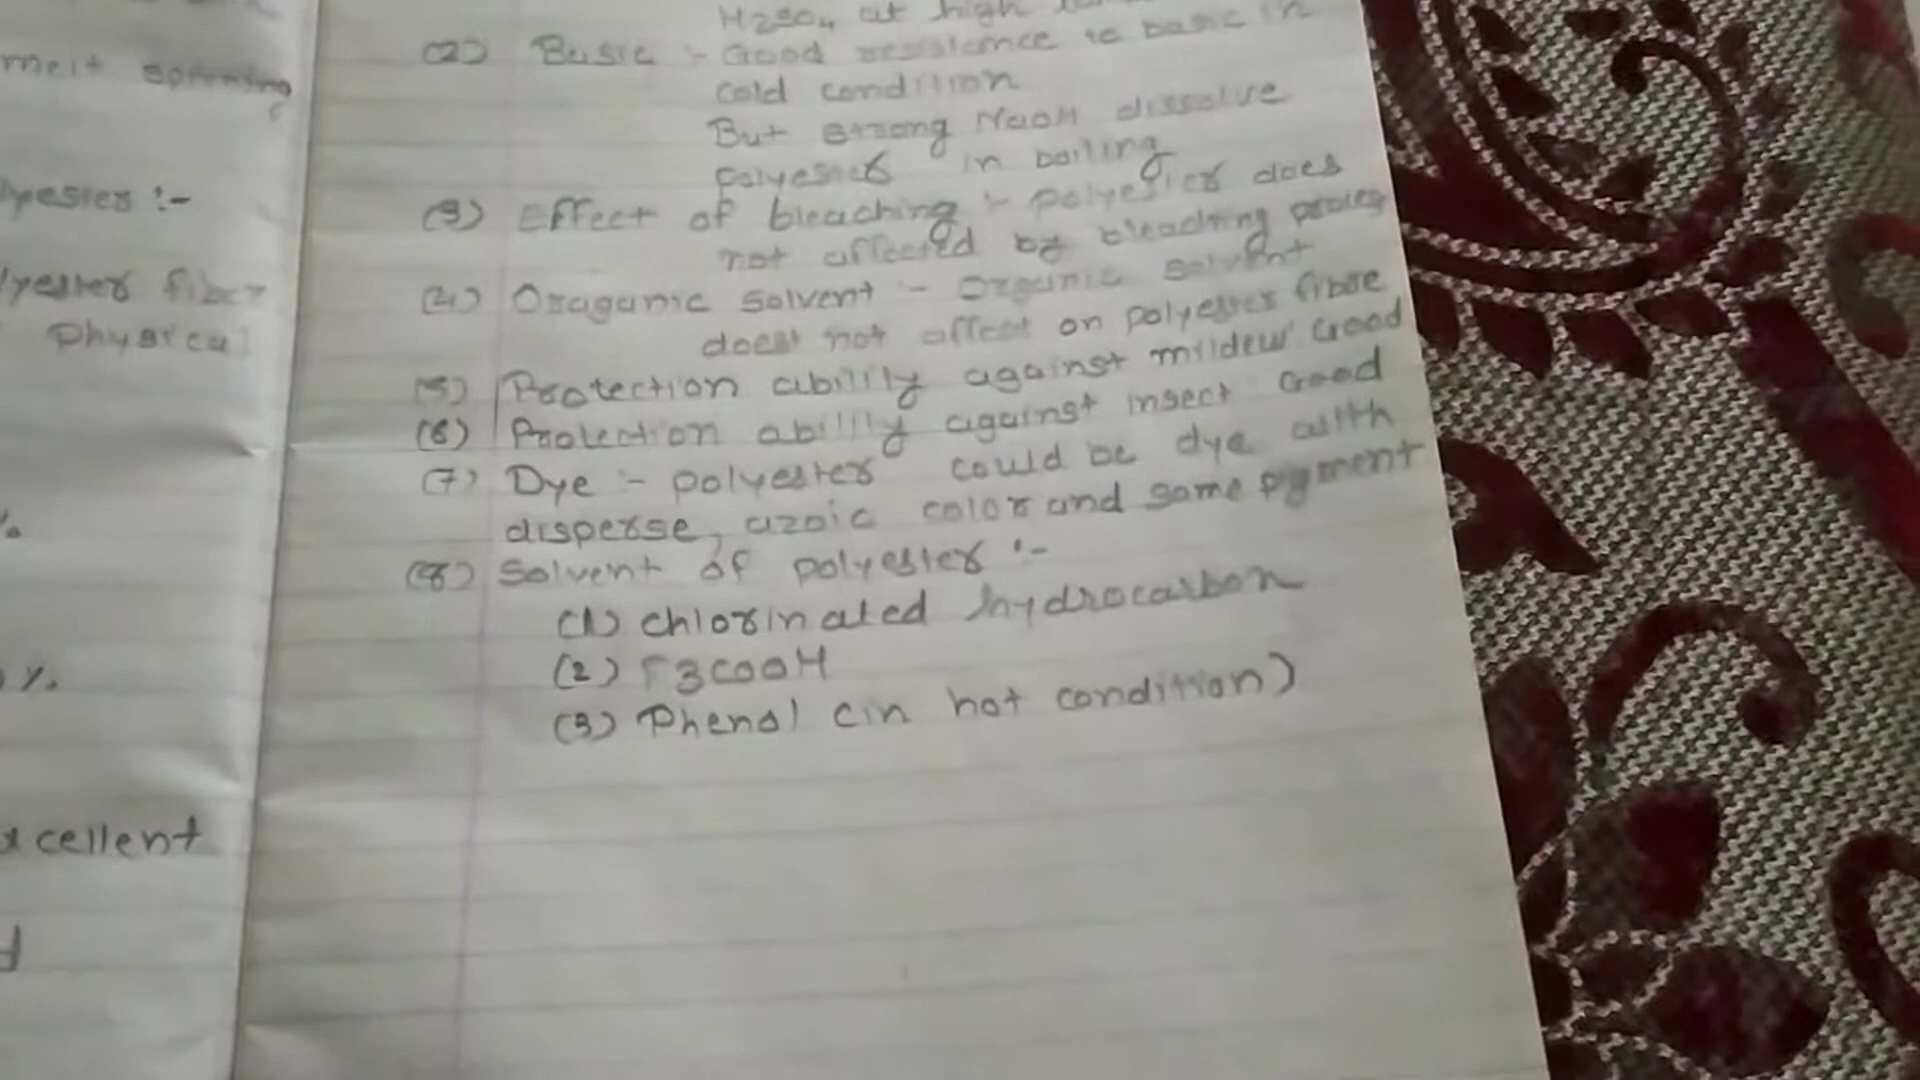 melt spinning
lyester :-
lyester fiber
Physical
%.
xcellent
H2SO4 at high
(2) Basic :- Good resistance to basic in
cold condition
But strong NaOH dissolve
polyester in boiling
(3) Effect of bleaching :- polyester does
not affected by bleaching proces
(4) Oraganic solvent :- Organic solvent
does not affect on polyester fibre
(5) Protection ability against mildew Good
(6) Protection ability against insect Good
(7) Dye :- polyester could be dye with
disperse, azoic color and some pigment
(8) Solvent of polyester :-
(1) chlorinated hydrocarbon
(2) F3COOH
(3) Phenol (in hot condition)